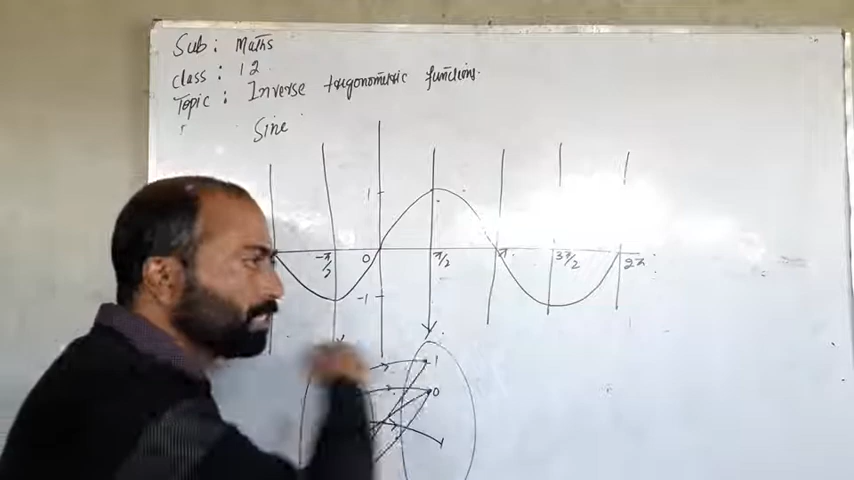 Sub : Maths
Class : 12
Topic : Inverse trigonometric functions.
Sine
1
-π/2 0 π/2 π 3π/2 2π
-1
1
0